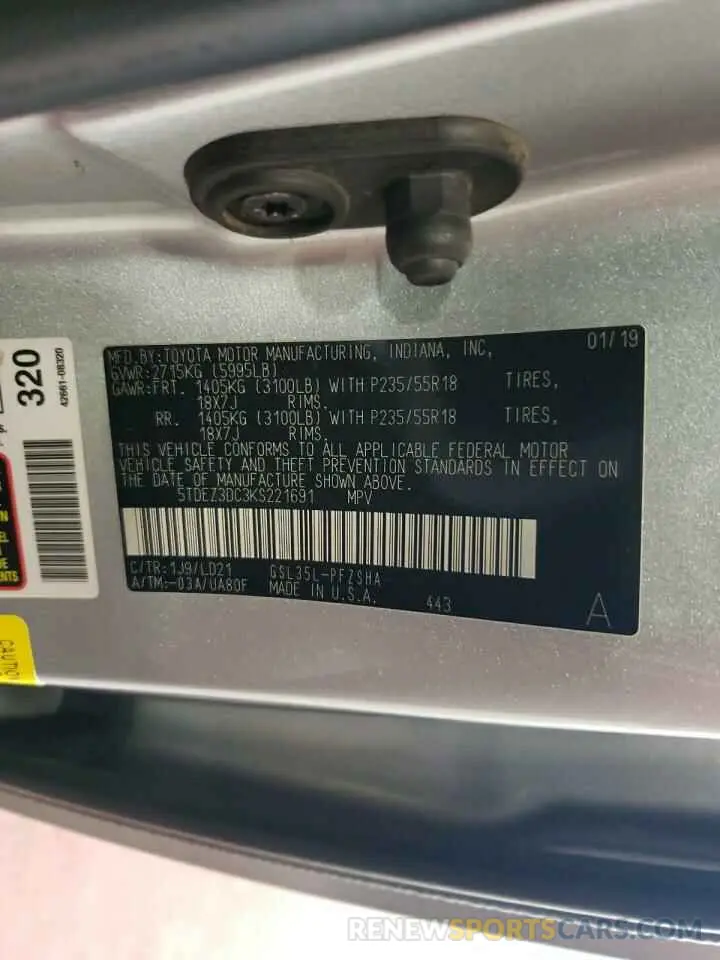 MFD.BY:TOYOTA MOTOR MANUFACTURING, INDIANA, INC, 01/19
GVWR:2715KG (5995LB)
GAWR:FRT. 1405KG (3100LB) WITH P235/55R18 TIRES,
18X7J RIMS.
RR. 1405KG (3100LB) WITH P235/55R18 TIRES,
18X7J RIMS.
THIS VEHICLE CONFORMS TO ALL APPLICABLE FEDERAL MOTOR
VEHICLE SAFETY AND THEFT PREVENTION STANDARDS IN EFFECT ON
THE DATE OF MANUFACTURE SHOWN ABOVE.
5TDEZ3DC3KS221691 MPV
C/TR:1J9/LD21 GSL35L-PFZSHA
A/TM:-03A/UA80F MADE IN U.S.A. 443 A
320
42661-08320
CAUTIO
RENEWSPORTSCARS.COM